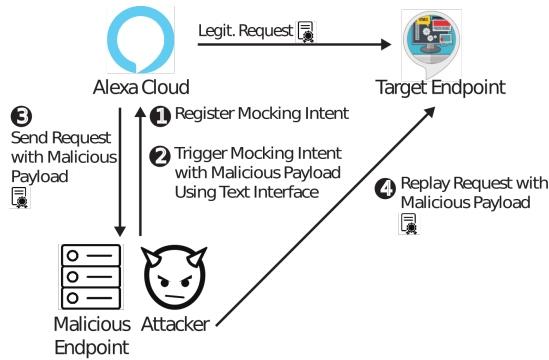 Legit. Request
Alexa Cloud
Target Endpoint
3
Send Request
with Malicious
Payload
1 Register Mocking Intent
2 Trigger Mocking Intent
with Malicious Payload
Using Text Interface
4 Replay Request with
Malicious Payload
Malicious
Endpoint
Attacker